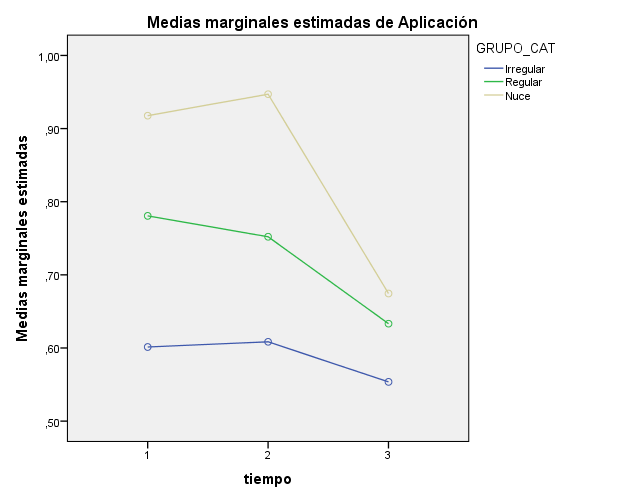 Medias marginales estimadas de Aplicación
GRUPO_CAT
Irregular
Regular
Nuce
Medias marginales estimadas
1,00
,90
,80
,70
,60
,50
1 2 3
tiempo